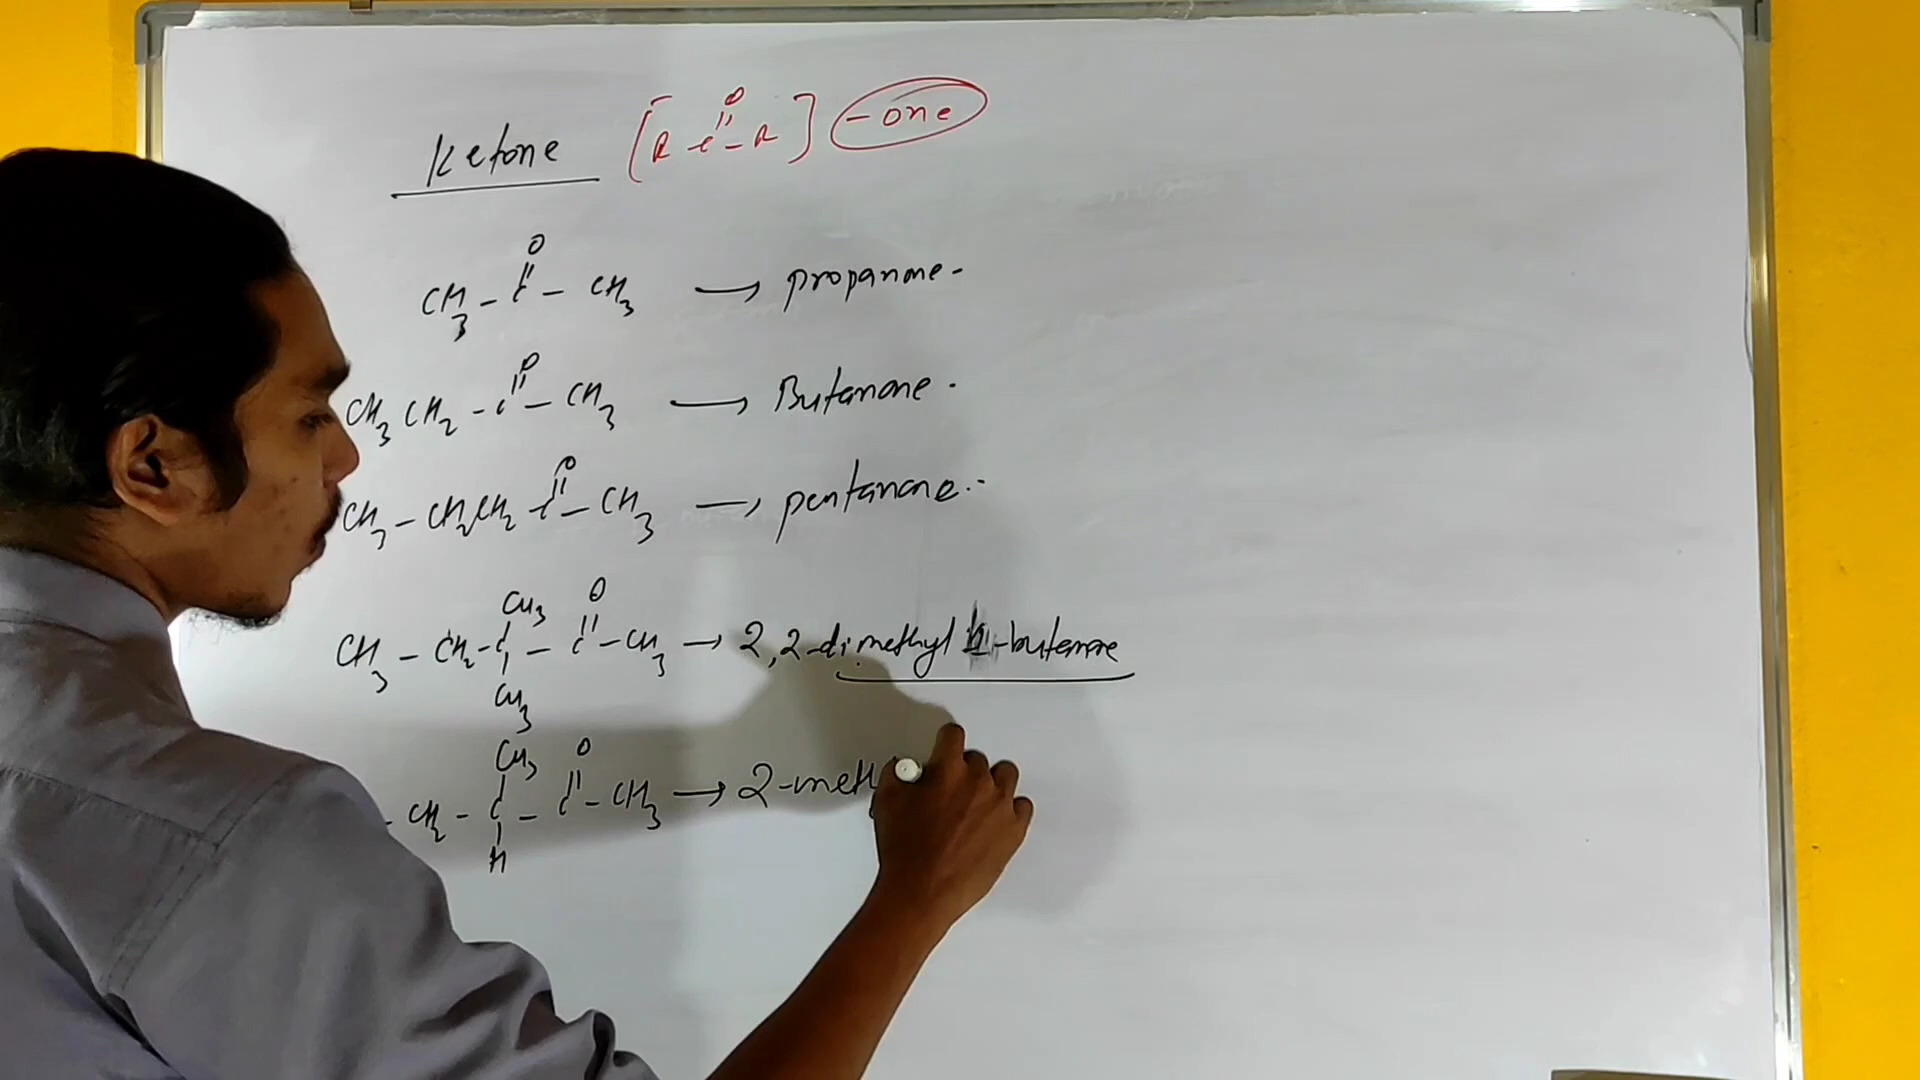 Ketone [R-C-R] -one
O
O
CH3 - C - CH3 → propanone -
O
CH3 CH2 - C - CH3 → Butanone .
O
CH3 - CH2CH2 - C - CH3 → pentanone.-
CH3 O
CH3 - CH2 - C - C - CH3 → 2,2-dimethyl -butanone
CH3
CH3 O
- CH2 - C - C - CH3 → 2-meth
H